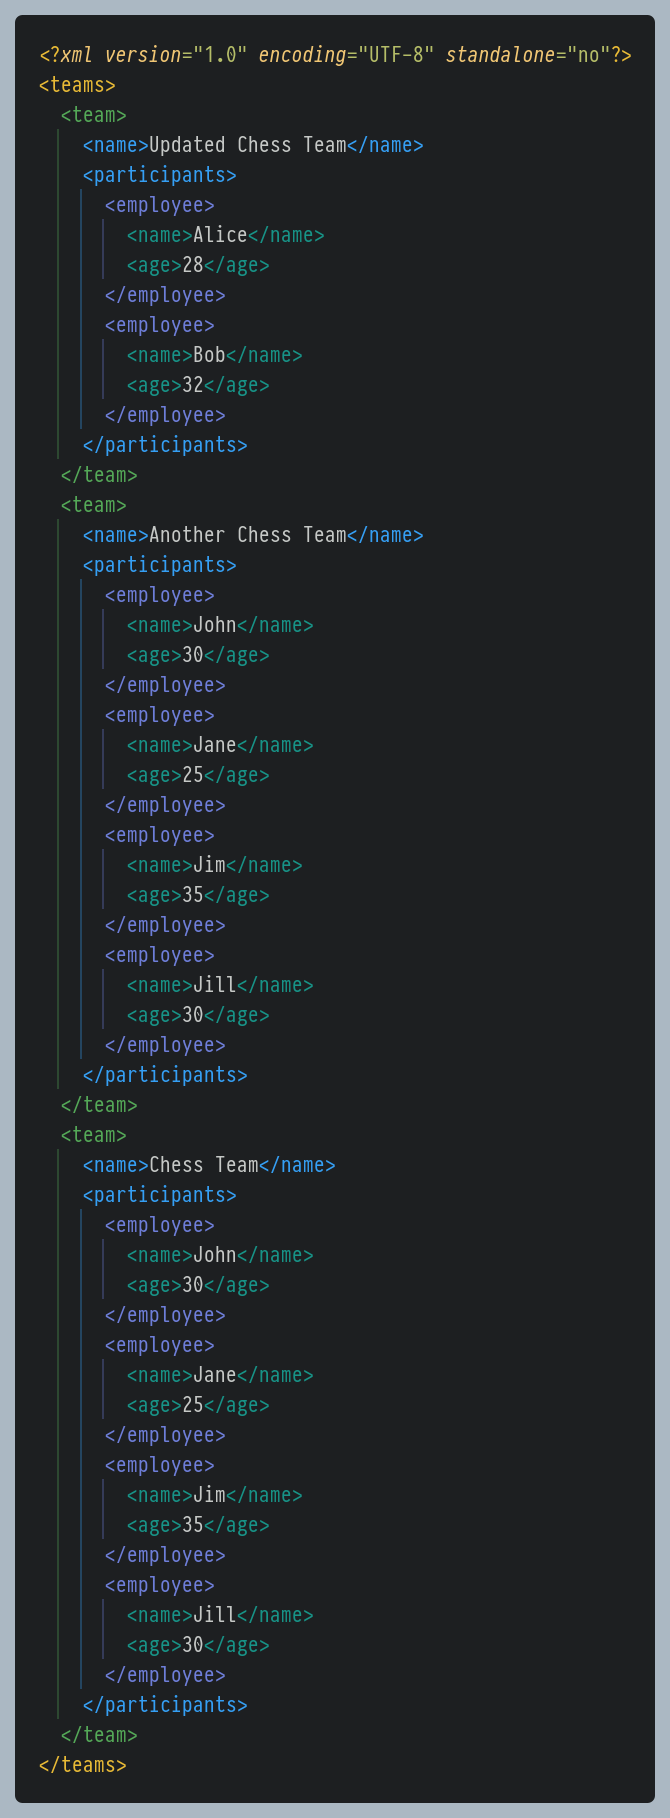 <?xml version="1.0" encoding="UTF-8" standalone="no"?>
<teams>
  <team>
    <name>Updated Chess Team</name>
    <participants>
      <employee>
        <name>Alice</name>
        <age>28</age>
      </employee>
      <employee>
        <name>Bob</name>
        <age>32</age>
      </employee>
    </participants>
  </team>
  <team>
    <name>Another Chess Team</name>
    <participants>
      <employee>
        <name>John</name>
        <age>30</age>
      </employee>
      <employee>
        <name>Jane</name>
        <age>25</age>
      </employee>
      <employee>
        <name>Jim</name>
        <age>35</age>
      </employee>
      <employee>
        <name>Jill</name>
        <age>30</age>
      </employee>
    </participants>
  </team>
  <team>
    <name>Chess Team</name>
    <participants>
      <employee>
        <name>John</name>
        <age>30</age>
      </employee>
      <employee>
        <name>Jane</name>
        <age>25</age>
      </employee>
      <employee>
        <name>Jim</name>
        <age>35</age>
      </employee>
      <employee>
        <name>Jill</name>
        <age>30</age>
      </employee>
    </participants>
  </team>
</teams>